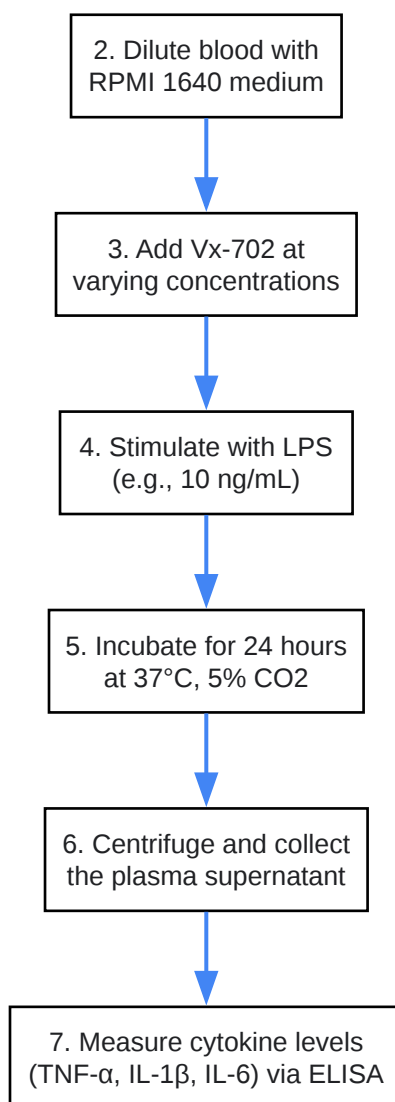 2. Dilute blood with
RPMI 1640 medium
3. Add Vx-702 at
varying concentrations
4. Stimulate with LPS
(e.g., 10 ng/mL)
5. Incubate for 24 hours
at 37°C, 5% CO2
6. Centrifuge and collect
the plasma supernatant
7. Measure cytokine levels
(TNF-α, IL-1β, IL-6) via ELISA